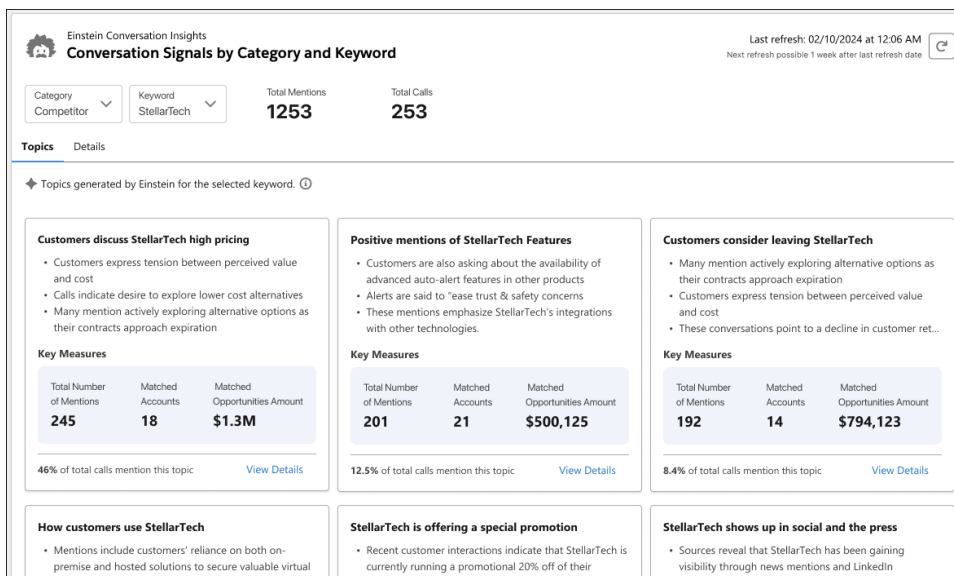 Einstein Conversation Insights
Conversation Signals by Category and Keyword
Last refresh: 02/10/2024 at 12:06 AM
Next refresh possible 1 week after last refresh date
Category
Competitor
Keyword
StellarTech
Total Mentions
1253
Total Calls
253
Topics
Details
Topics generated by Einstein for the selected keyword.
Customers discuss StellarTech high pricing
• Customers express tension between perceived value
and cost
• Calls indicate desire to explore lower cost alternatives
• Many mention actively exploring alternative options as
their contracts approach expiration
Key Measures
Total Number
of Mentions
245
Matched
Accounts
18
Matched
Opportunities Amount
$1.3M
46% of total calls mention this topic
View Details
Positive mentions of StellarTech Features
• Customers are also asking about the availability of
advanced auto-alert features in other products
• Alerts are said to "ease trust & safety concerns
• These mentions emphasize StellarTech's integrations
with other technologies.
Key Measures
Total Number
of Mentions
201
Matched
Accounts
21
Matched
Opportunities Amount
$500,125
12.5% of total calls mention this topic
View Details
Customers consider leaving StellarTech
• Many mention actively exploring alternative options as
their contracts approach expiration
• Customers express tension between perceived value
and cost
• These conversations point to a decline in customer ret...
Key Measures
Total Number
of Mentions
192
Matched
Accounts
14
Matched
Opportunities Amount
$794,123
8.4% of total calls mention this topic
View Details
How customers use StellarTech
• Mentions include customers' reliance on both on-
premise and hosted solutions to secure valuable virtual
StellarTech is offering a special promotion
• Recent customer interactions indicate that StellarTech is
currently running a promotional 20% off of their
StellarTech shows up in social and the press
• Sources reveal that StellarTech has been gaining
visibility through news mentions and LinkedIn